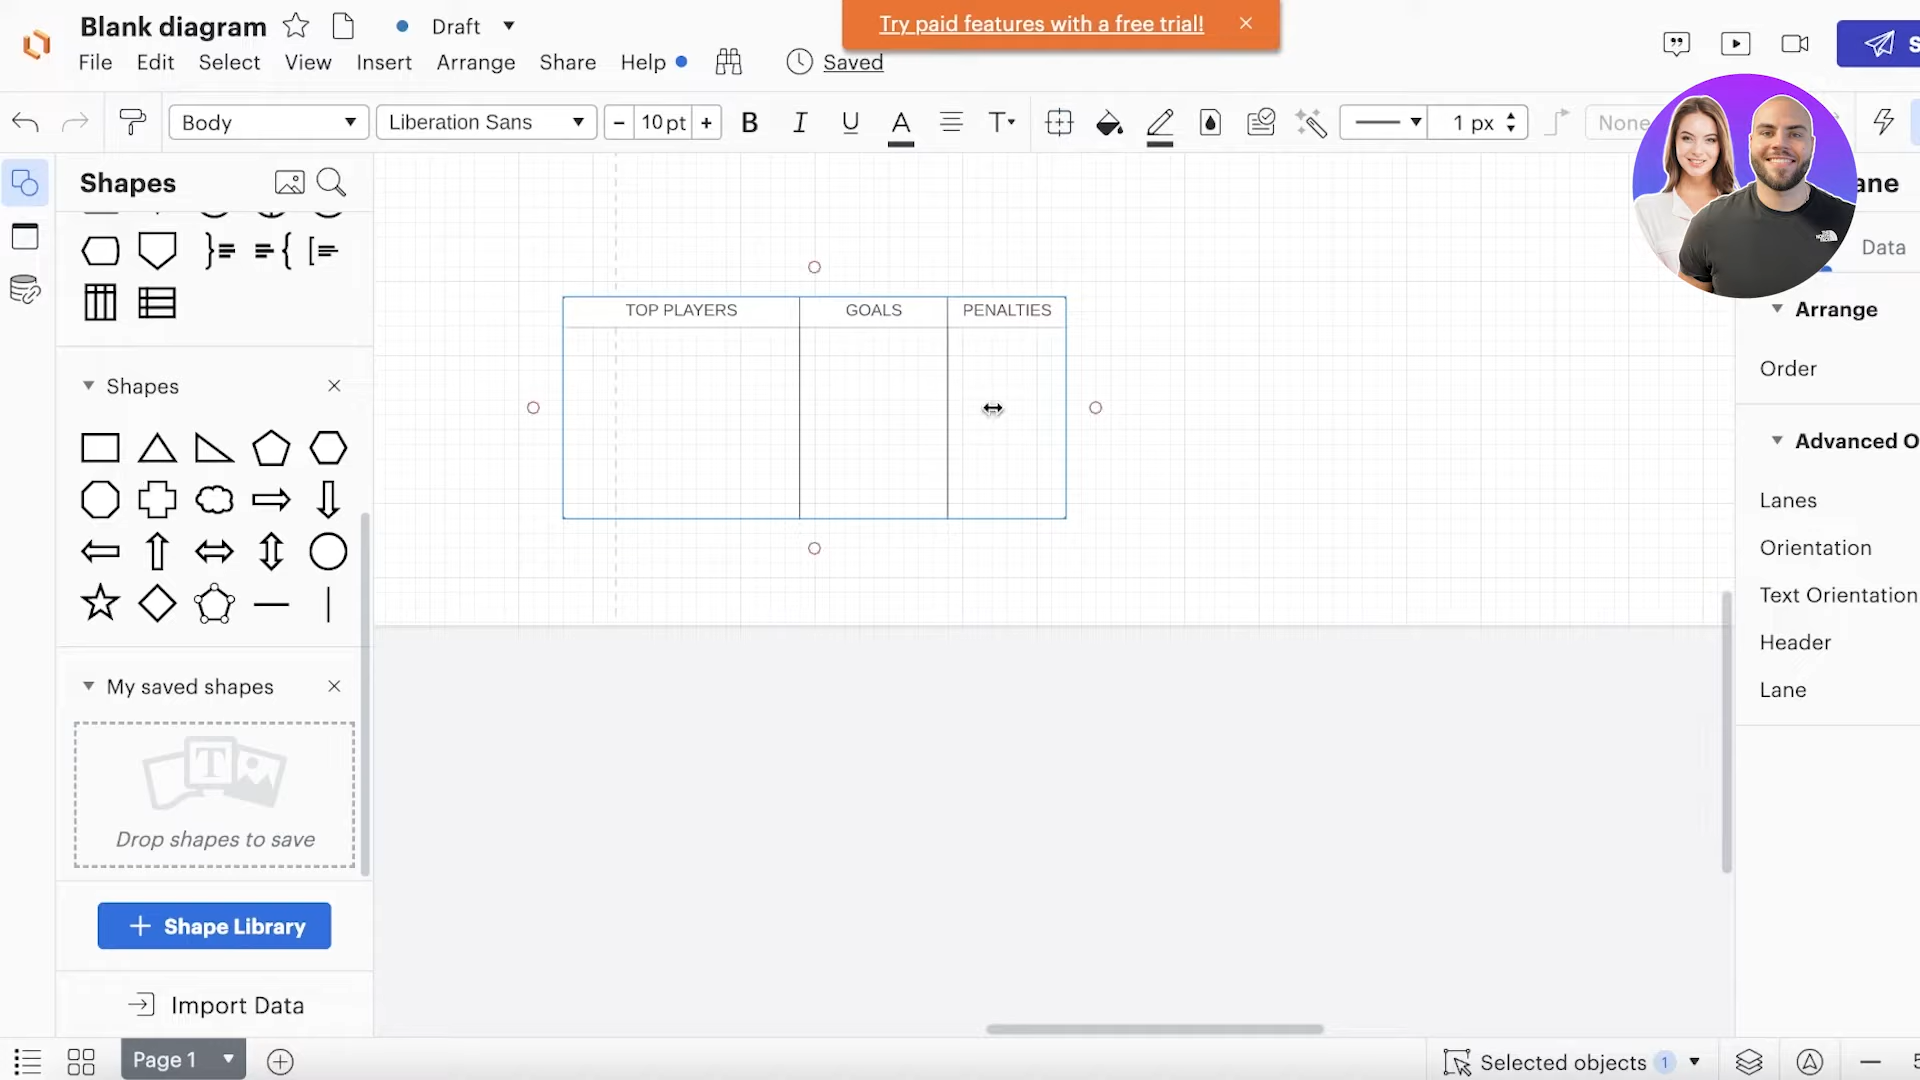 Blank diagram
Draft
Try paid features with a free trial!
File Edit Select View Insert Arrange Share Help
Saved
Body
Liberation Sans
10 pt
B I U A T
1 px
None
Shapes
Data
Arrange
Order
Advanced O
Lanes
Orientation
Text Orientation
Header
Lane
TOP PLAYERS GOALS PENALTIES
Shapes
My saved shapes
T
Drop shapes to save
+ Shape Library
Import Data
Page 1
Selected objects 1